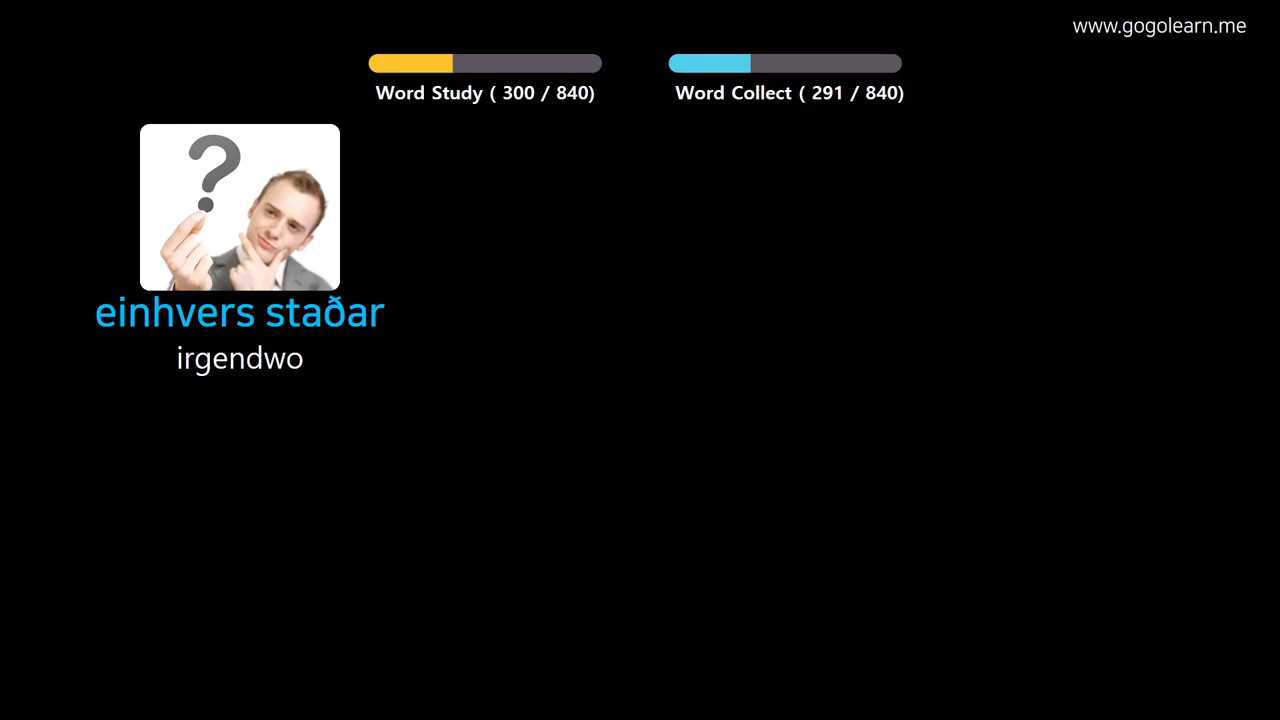 www.gogolearn.me
Word Study ( 300 / 840)
Word Collect ( 291 / 840)
?
einhvers staðar
irgendwo